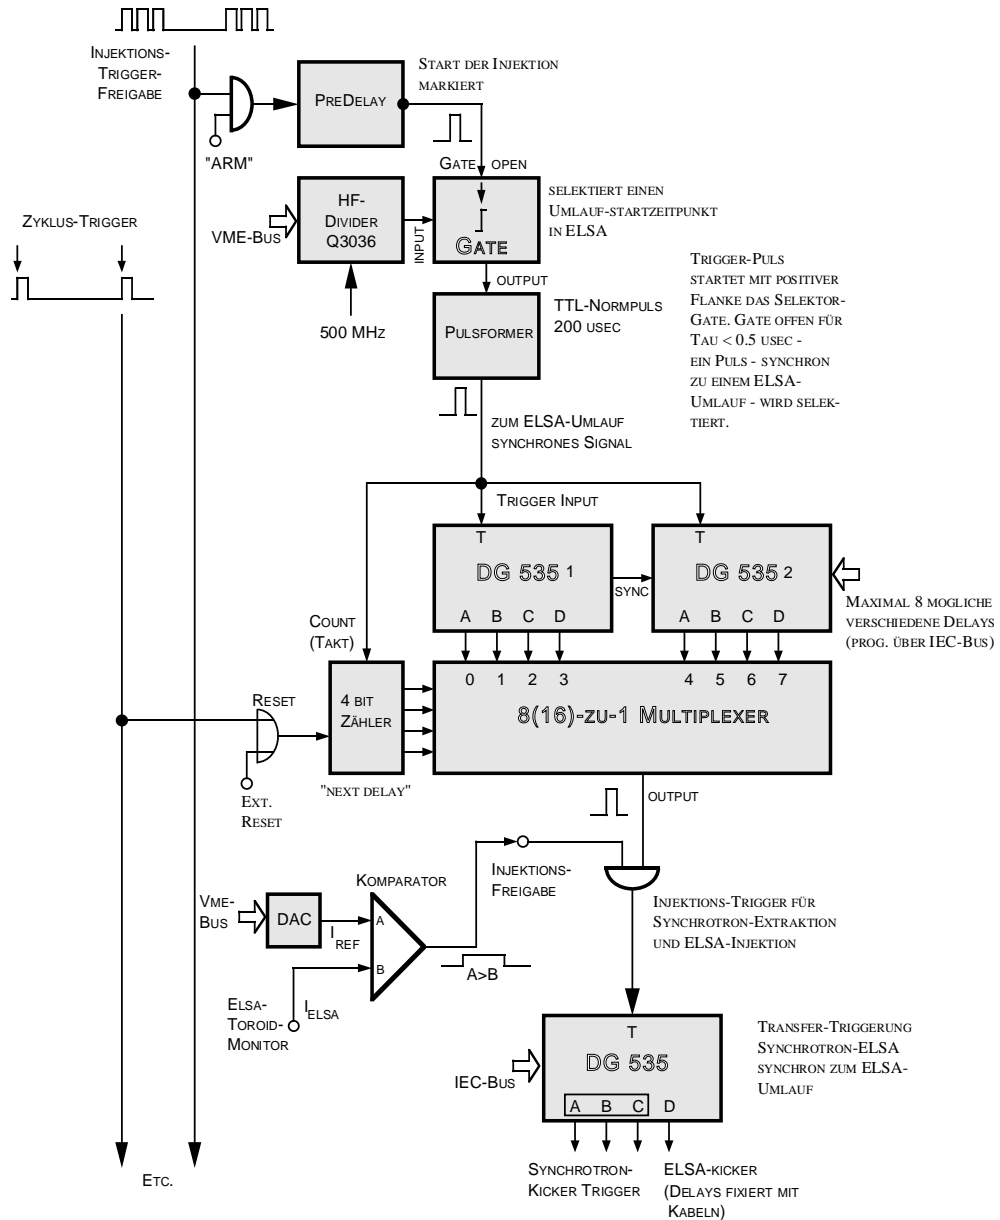 INJEKTIONS-
TRIGGER-
FREIGABE
"ARM"
PREDELAY
START DER INJEKTION
MARKIERT
GATE OPEN
HF-
DIVIDER
Q3036
VME-BUS
500 MHZ
INPUT
GATE
SELEKTIERT EINEN
UMLAUF-STARTZEITPUNKT
IN ELSA
OUTPUT
ZYKLUS-TRIGGER
PULSFORMER
TTL-NORMPULS
200 USEC
TRIGGER-PULS
STARTET MIT POSITIVER
FLANKE DAS SELEKTOR-
GATE. GATE OFFEN FÜR
TAU < 0.5 USEC -
EIN PULS - SYNCHRON
ZU EINEM ELSA-
UMLAUF - WIRD SELEK-
TIERT.
ZUM ELSA-UMLAUF
SYNCHRONES SIGNAL
TRIGGER INPUT
T
DG 535 1
A B C D
SYNC
T
DG 535 2
A B C D
MAXIMAL 8 MOGLICHE
VERSCHIEDENE DELAYS
(PROG. ÜBER IEC-BUS)
COUNT
(TAKT)
RESET
EXT.
RESET
4 BIT
ZÄHLER
"NEXT DELAY"
0 1 2 3 4 5 6 7
8(16)-ZU-1 MULTIPLEXER
OUTPUT
INJEKTIONS-
FREIGABE
KOMPARATOR
VME-
BUS
DAC
IREF
A
B
A>B
IELSA
ELSA-
TOROID-
MONITOR
INJEKTIONS-TRIGGER FÜR
SYNCHROTRON-EXTRAKTION
UND ELSA-INJEKTION
T
DG 535
A B C D
IEC-BUS
TRANSFER-TRIGGERUNG
SYNCHROTRON-ELSA
SYNCHRON ZUM ELSA-
UMLAUF
ETC.
SYNCHROTRON-
KICKER TRIGGER
ELSA-KICKER
(DELAYS FIXIERT MIT
KABELN)